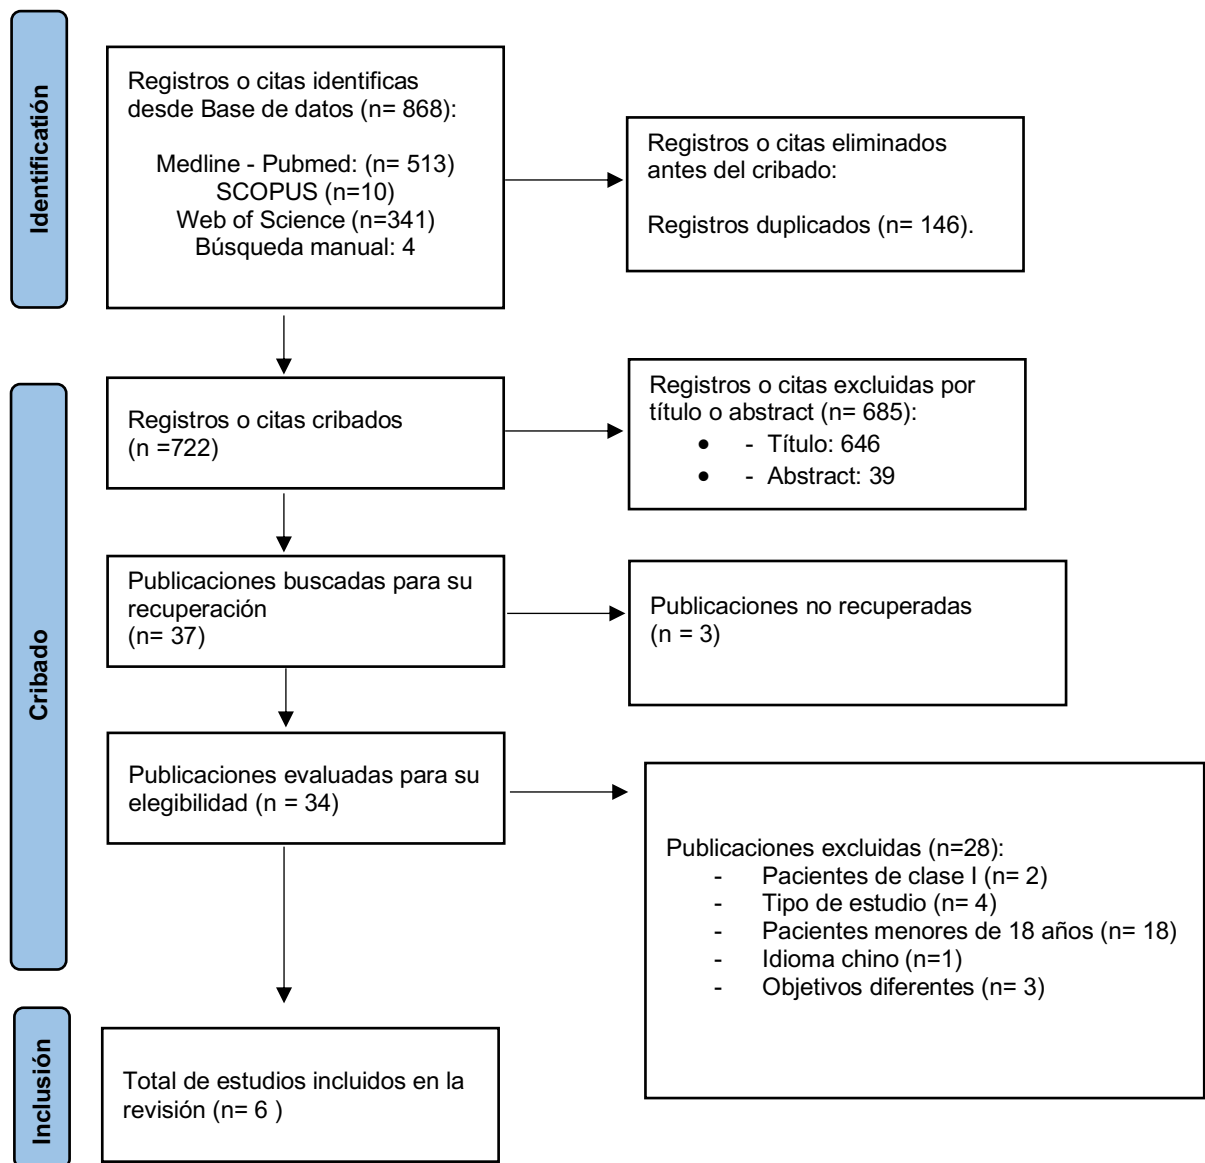 Identificatión
Registros o citas identificas
desde Base de datos (n= 868):
Medline - Pubmed: (n= 513)
SCOPUS (n=10)
Web of Science (n=341)
Búsqueda manual: 4
Registros o citas eliminados
antes del cribado:
Registros duplicados (n= 146).
Cribado
Registros o citas cribados
(n =722)
Registros o citas excluidas por
título o abstract (n= 685):
• - Título: 646
• - Abstract: 39
Publicaciones buscadas para su
recuperación
(n= 37)
Publicaciones no recuperadas
(n = 3)
Publicaciones evaluadas para su
elegibilidad (n = 34)
Publicaciones excluidas (n=28):
- Pacientes de clase I (n= 2)
- Tipo de estudio (n= 4)
- Pacientes menores de 18 años (n= 18)
- Idioma chino (n=1)
- Objetivos diferentes (n= 3)
Inclusión
Total de estudios incluidos en la
revisión (n= 6 )